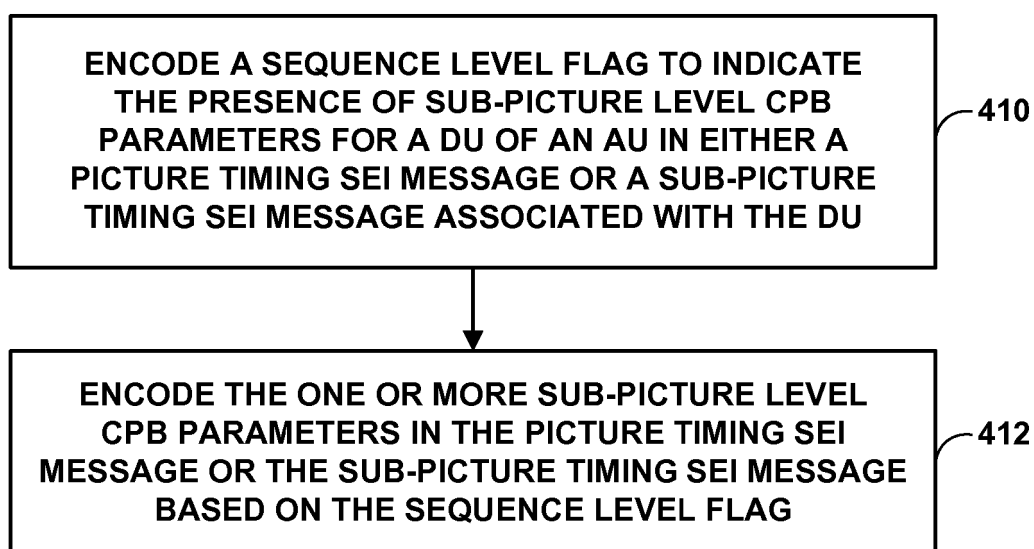 ENCODE A SEQUENCE LEVEL FLAG TO INDICATE
THE PRESENCE OF SUB-PICTURE LEVEL CPB
PARAMETERS FOR A DU OF AN AU IN EITHER A
PICTURE TIMING SEI MESSAGE OR A SUB-PICTURE
TIMING SEI MESSAGE ASSOCIATED WITH THE DU
410
ENCODE THE ONE OR MORE SUB-PICTURE LEVEL
CPB PARAMETERS IN THE PICTURE TIMING SEI
MESSAGE OR THE SUB-PICTURE TIMING SEI MESSAGE
BASED ON THE SEQUENCE LEVEL FLAG
412